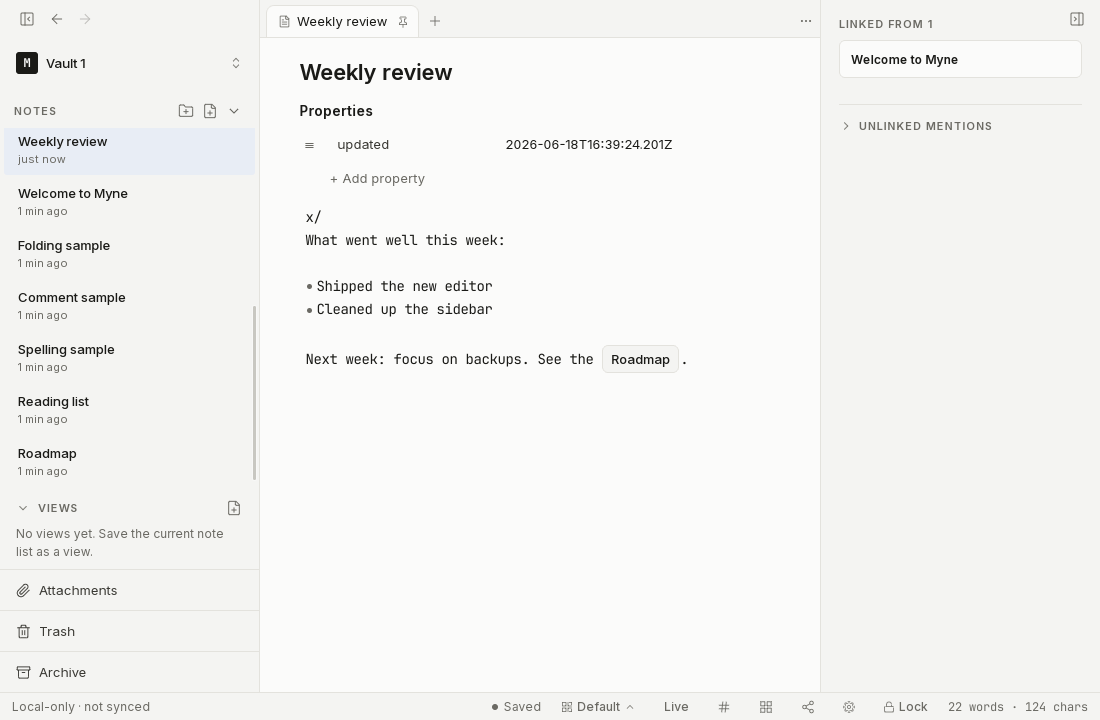 M Vault 1
NOTES
Weekly review
just now
Welcome to Myne
1 min ago
Folding sample
1 min ago
Comment sample
1 min ago
Spelling sample
1 min ago
Reading list
1 min ago
Roadmap
1 min ago
VIEWS
No views yet. Save the current note
list as a view.
Attachments
Trash
Archive
Weekly review
Weekly review
Properties
updated 2026-06-18T16:39:24.201Z
+ Add property
x/
What went well this week:
• Shipped the new editor
• Cleaned up the sidebar
Next week: focus on backups. See the Roadmap.
LINKED FROM 1
Welcome to Myne
UNLINKED MENTIONS
Local-only · not synced
Saved Default Live Lock 22 words · 124 chars